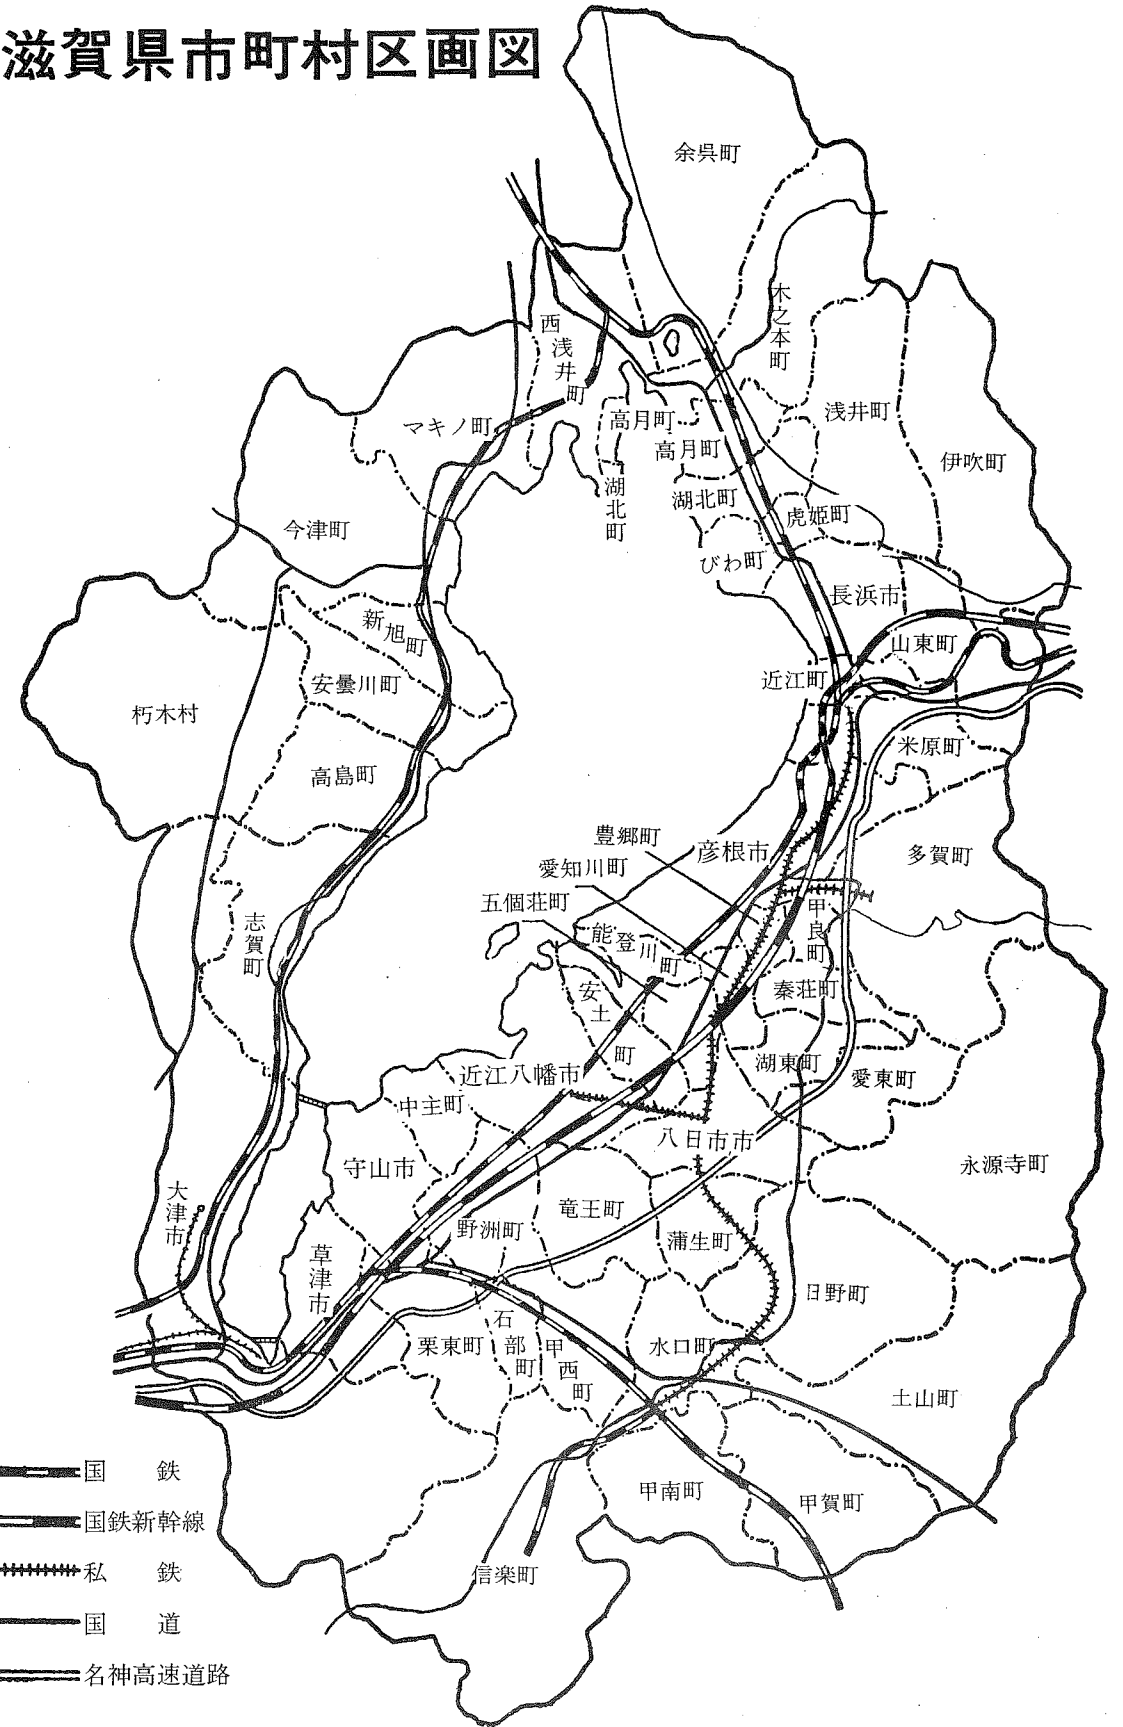 滋賀県市町村区画図
余呉町
木之本町
西浅井町
浅井町
マキノ町
高月町
高月町
伊吹町
湖北町
湖北町
虎姫町
今津町
びわ町
長浜市
新旭町
山東町
安曇川町
近江町
朽木村
米原町
高島町
豊郷町
彦根市
多賀町
愛知川町
五個荘町
甲良町
能登川町
志賀町
秦荘町
安土町
湖東町
愛東町
近江八幡市
中主町
八日市市
守山市
永源寺町
大津市
竜王町
野洲町
蒲生町
草津市
日野町
石部町
栗東町
甲西町
水口町
土山町
甲南町
甲賀町
信楽町
国　鉄
国鉄新幹線
私　鉄
国　道
名神高速道路